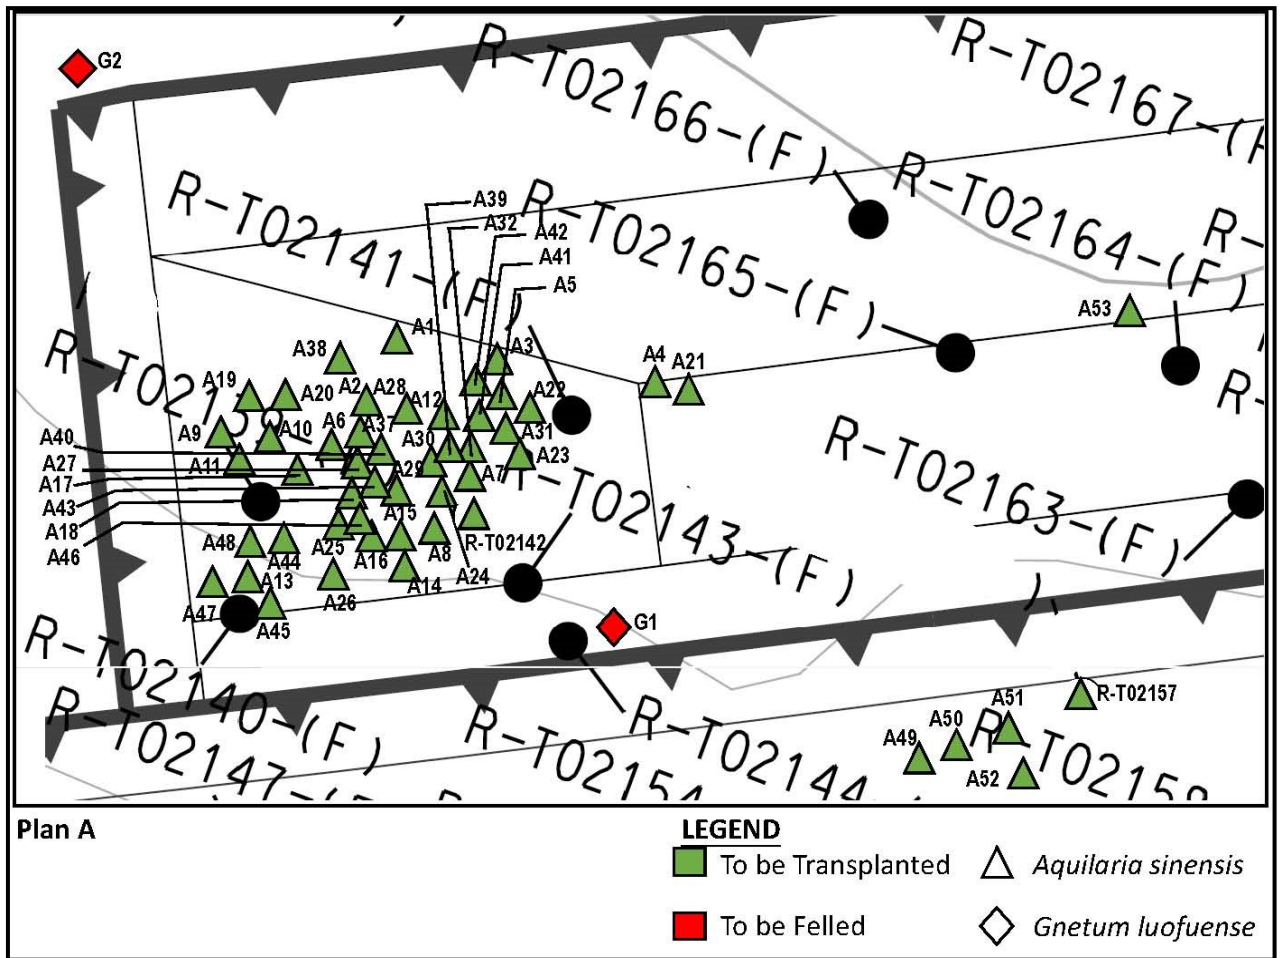 G2
R-T02166-(F)
R-T02167-(F
R-T02141-(F)
A39
R-T02165-(F)
R-T02164-(F)
R-
A32
A42
A41
A5
A53
A1
A3
A38
A4
A21
A19
A20
A2
A28
A12
A22
R-
A9
A10
A6
A37
A30
A31
R-T02163-(F)
A40
A11
A29
A23
A27
A7
A17
A43
A15
R-T02143-(F)
A18
A46
A48
A44
A25
A16
A8
R-T02142
A24
A13
A14
A47
A45
A26
G1
R-T02140-(F)
R-T02147-(F
R-T02154
R-T02144
A51
R-T02157
A50
A49
A52
Plan A
LEGEND
To be Transplanted
Aquilaria sinensis
To be Felled
Gnetum luofuense